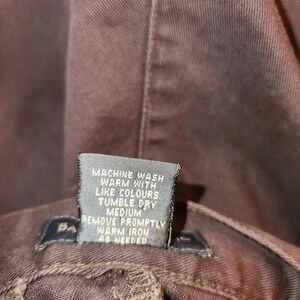 MACHINE WASH
WARM WITH
LIKE COLOURS
TUMBLE DRY
MEDIUM
REMOVE PROMPTLY
WARM IRON
AS NEEDED